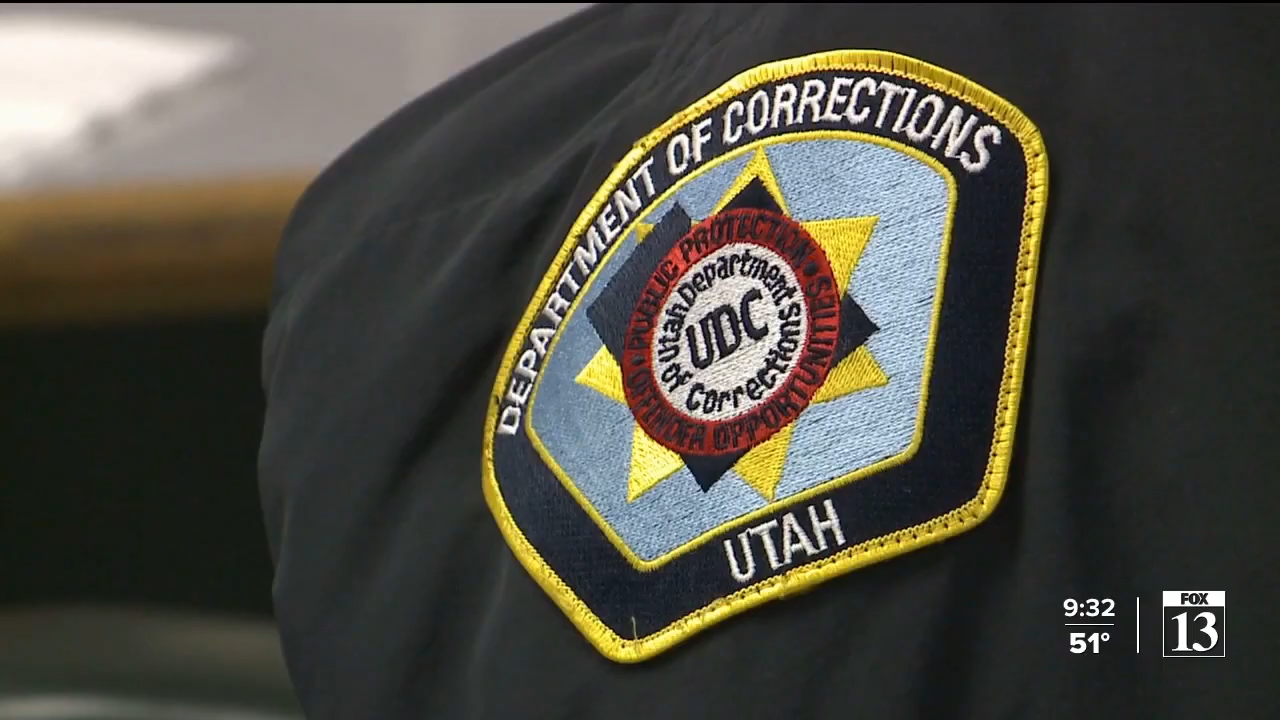 DEPARTMENT OF CORRECTIONS
PUBLIC PROTECTION • OFFENDER OPPORTUNITIES •
Utah Department of Corrections
UDC
UTAH
9:32
51°
FOX
13